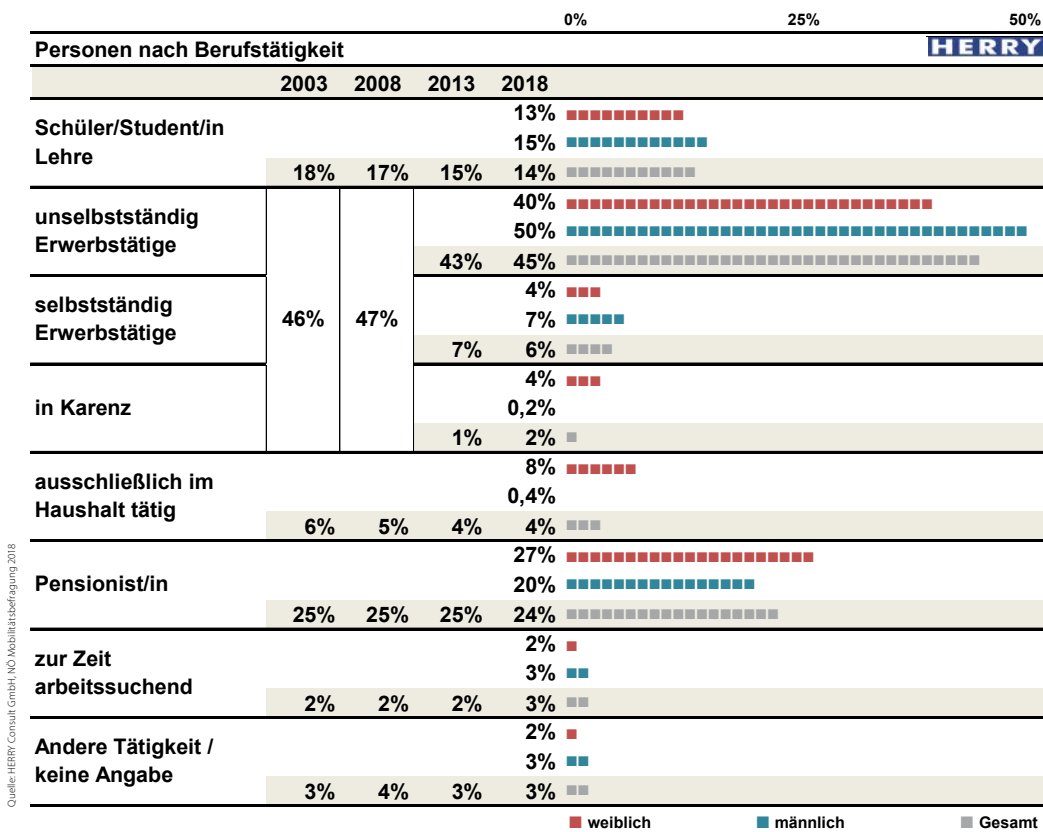 0% 25% 50%
Personen nach Berufstätigkeit HERRY
2003 2008 2013 2018
Schüler/Student/in
Lehre
13%
15%
18% 17% 15% 14%
unselbstständig
Erwerbstätige
40%
50%
43% 45%
selbstständig
Erwerbstätige
46% 47%
4%
7%
7% 6%
in Karenz
4%
0,2%
1% 2%
ausschließlich im
Haushalt tätig
8%
0,4%
6% 5% 4% 4%
Pensionist/in
27%
20%
25% 25% 25% 24%
zur Zeit
arbeitssuchend
2%
3%
2% 2% 2% 3%
Andere Tätigkeit /
keine Angabe
2%
3%
3% 4% 3% 3%
weiblich männlich Gesamt
Quelle: HERRY Consult GmbH, NÖ Mobilitätsbefragung 2018